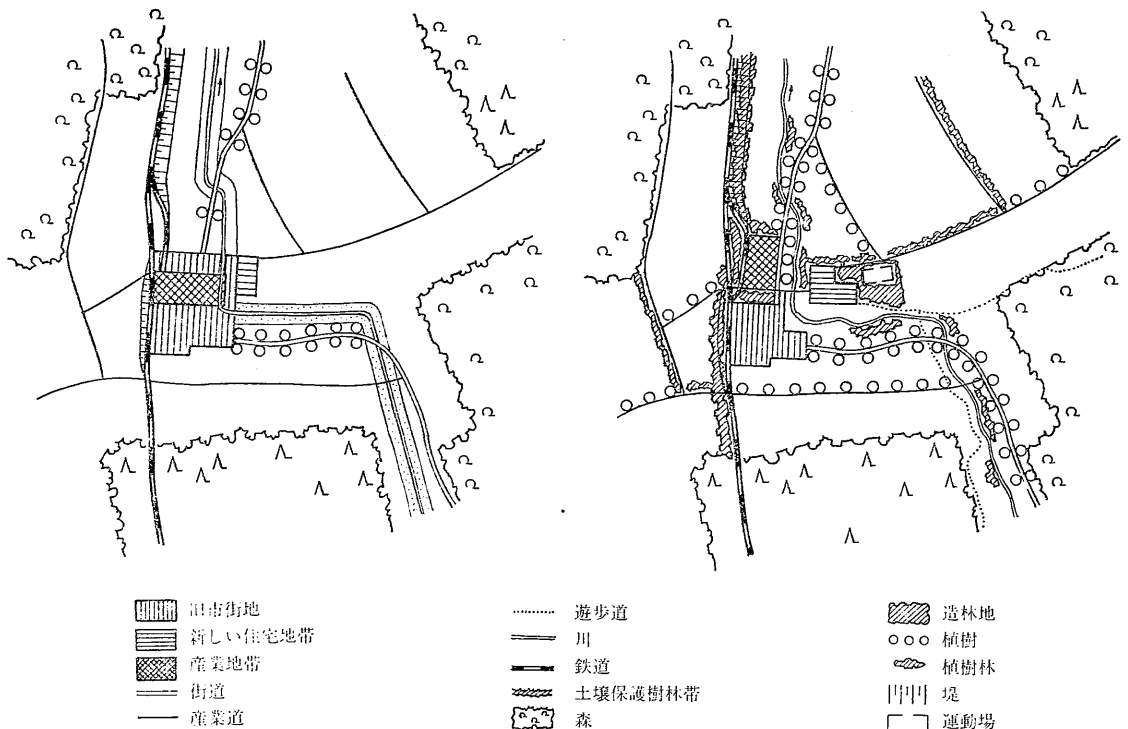 旧市街地
新しい住宅地帯
産業地帯
街道
産業道
遊歩道
川
鉄道
土壌保護樹林帯
森
造林地
植樹
植樹林
堤
運動場